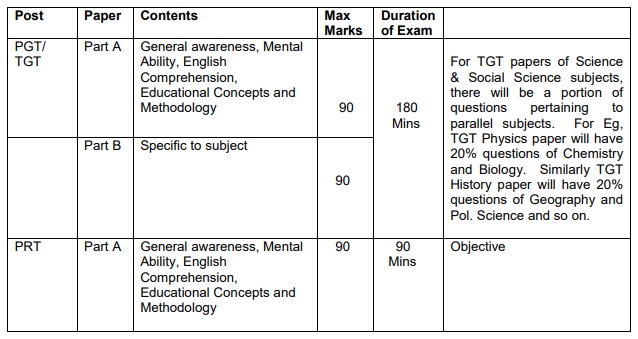 Post Paper Contents Max Marks Duration of Exam
PGT/
TGT
Part A
General awareness, Mental
Ability, English
Comprehension,
Educational Concepts and
Methodology
90
180
Mins
For TGT papers of Science
& Social Science subjects,
there will be a portion of
questions pertaining to
parallel subjects. For Eg,
TGT Physics paper will have
20% questions of Chemistry
and Biology. Similarly TGT
History paper will have 20%
questions of Geography and
Pol. Science and so on.
Part B
Specific to subject
90
PRT
Part A
General awareness, Mental
Ability, English
Comprehension,
Educational Concepts and
Methodology
90
90
Mins
Objective